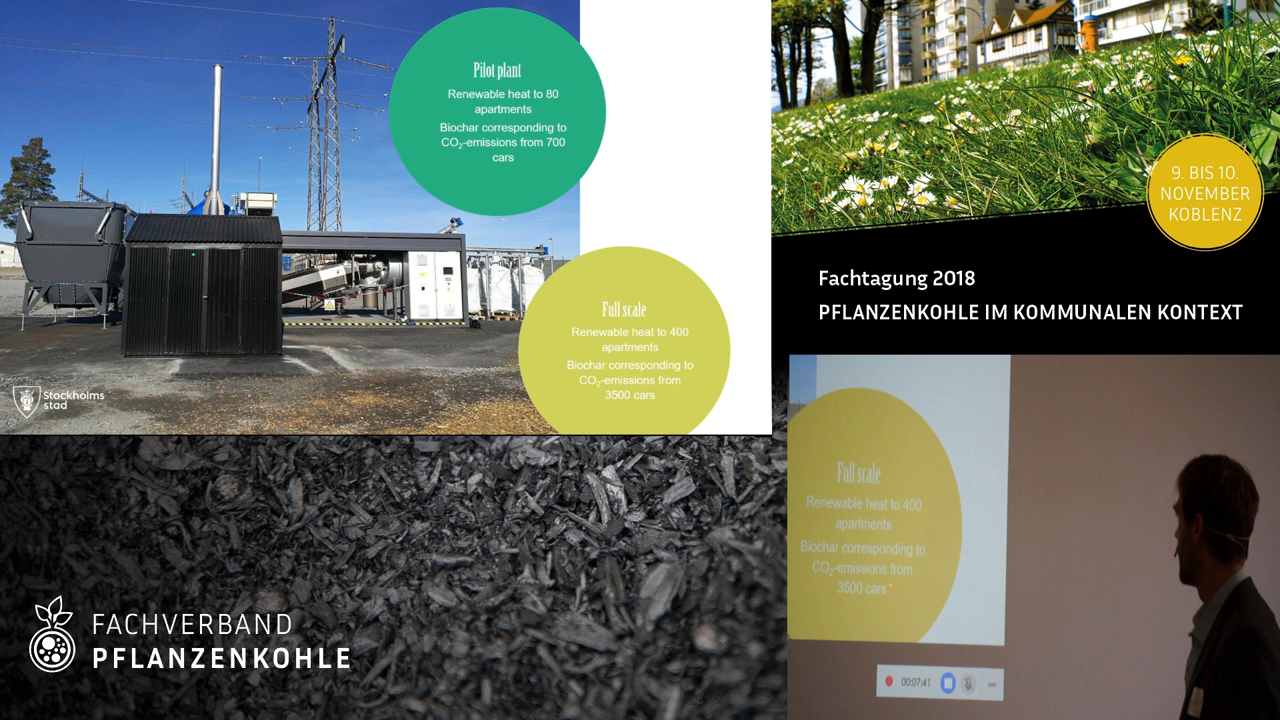 Pilot plant
Renewable heat to 80
apartments
Biochar corresponding to
CO₂-emissions from 700
cars
Full scale
Renewable heat to 400
apartments
Biochar corresponding to
CO₂-emissions from
3500 cars
Stockholms
stad
9. BIS 10.
NOVEMBER
KOBLENZ
Fachtagung 2018
PFLANZENKOHLE IM KOMMUNALEN KONTEXT
Full scale
Renewable heat to 400
apartments
Biochar corresponding to
CO₂-emissions from
3500 cars
00:07:41
FACHVERBAND
PFLANZENKOHLE